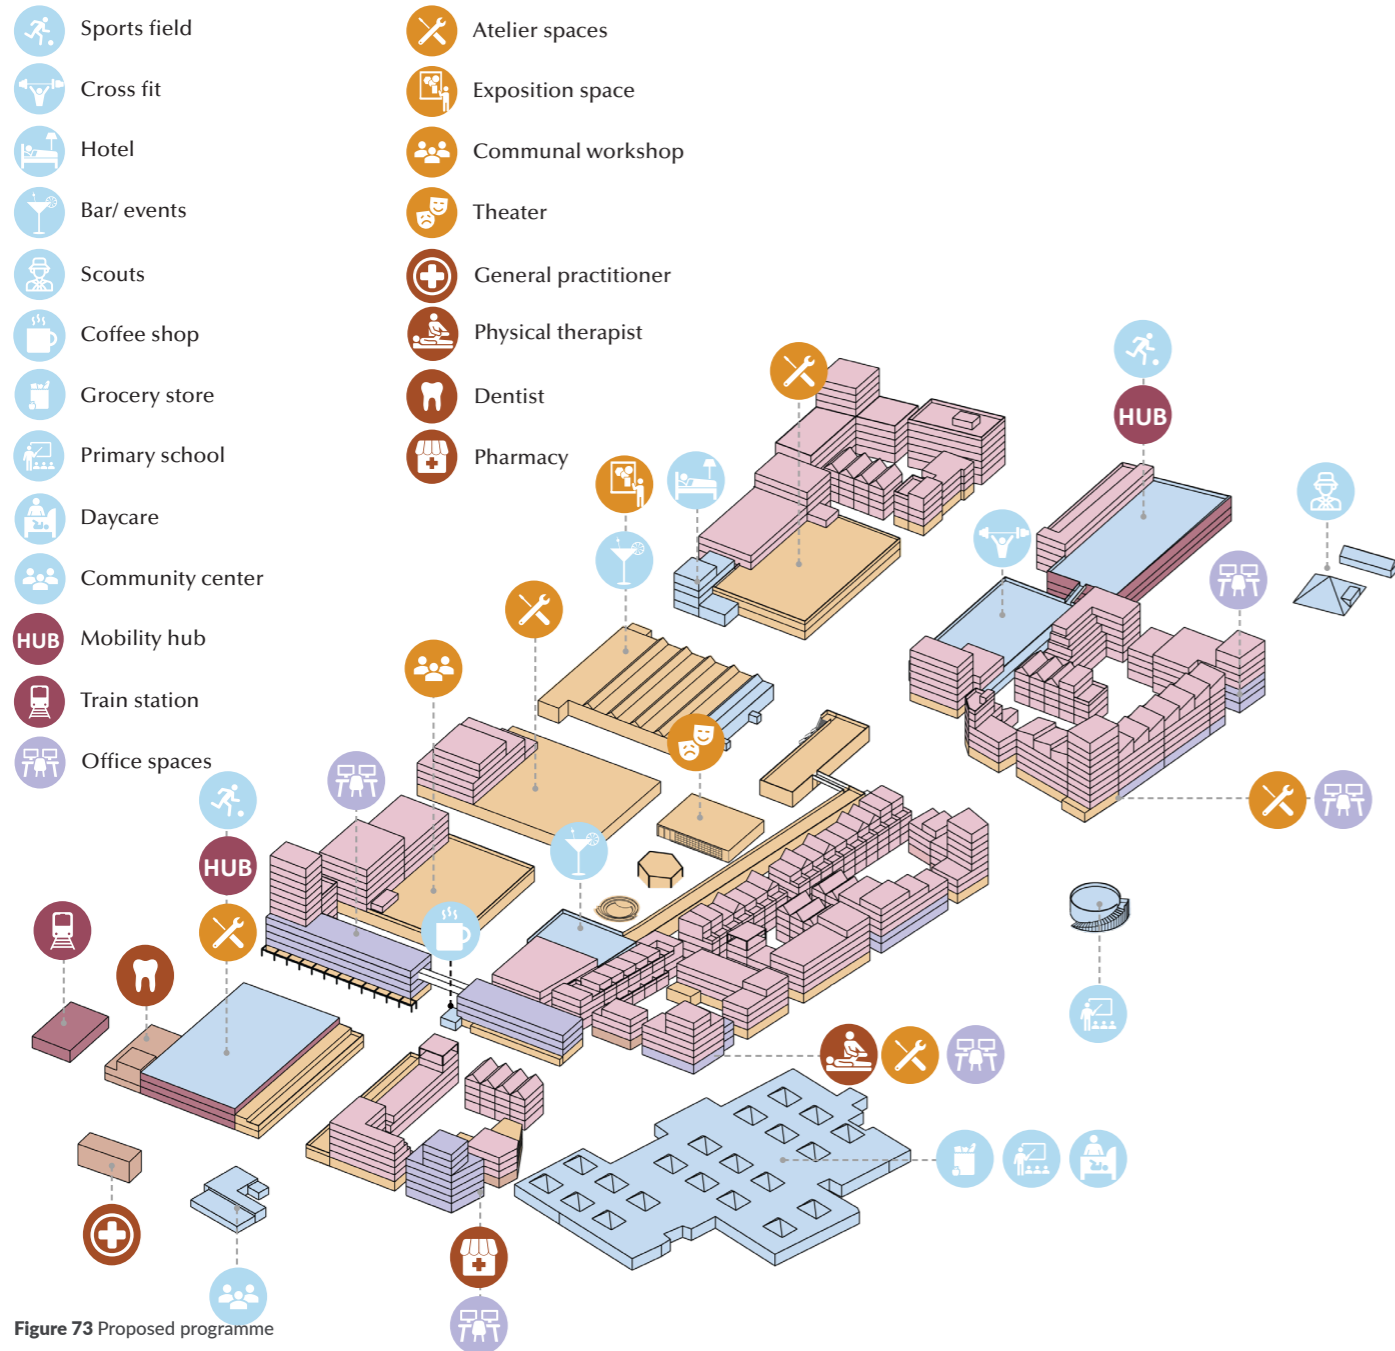 Sports field
Cross fit
Hotel
Bar/ events
Scouts
Coffee shop
Grocery store
Primary school
Daycare
Community center
HUB Mobility hub
Train station
Office spaces
Atelier spaces
Exposition space
Communal workshop
Theater
General practitioner
Physical therapist
Dentist
Pharmacy
HUB
HUB
Figure 73 Proposed programme